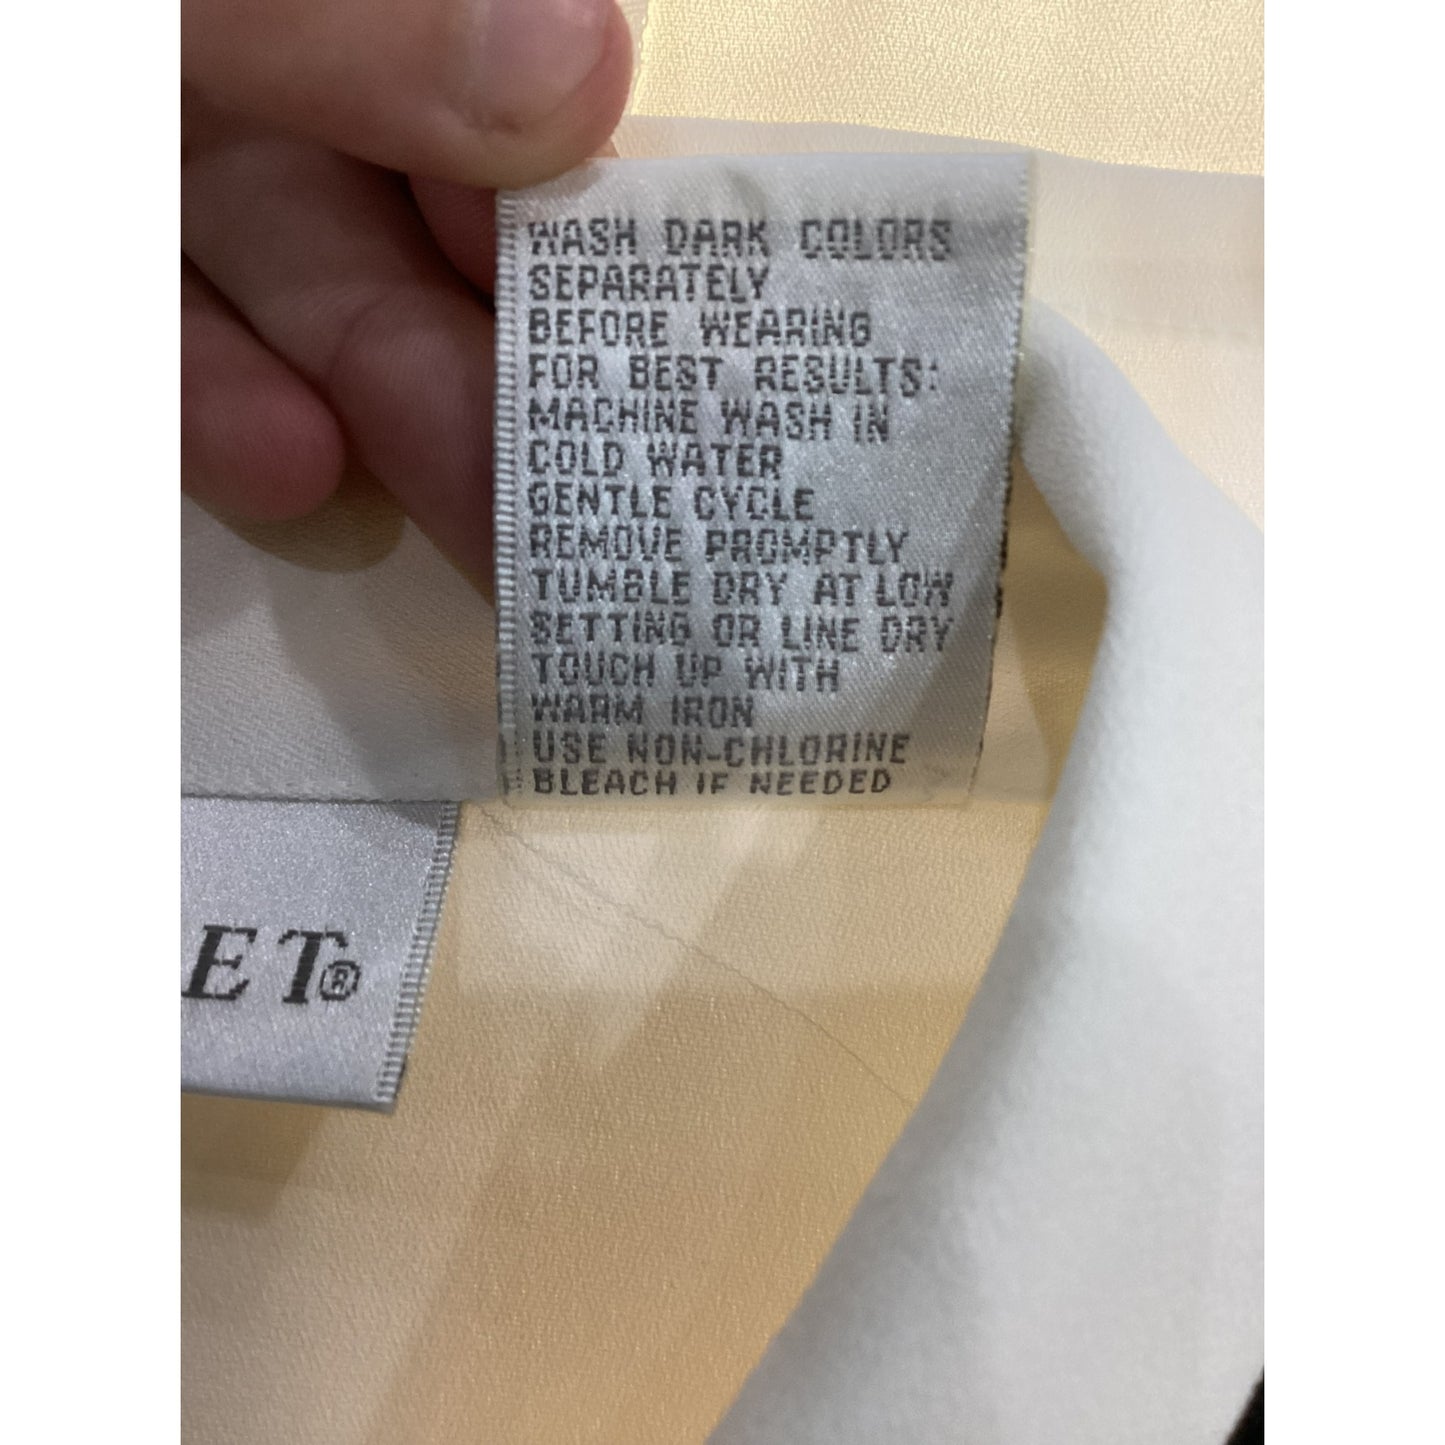 WASH DARK COLORS
SEPARATELY
BEFORE WEARING
FOR BEST RESULTS:
MACHINE WASH IN
COLD WATER
GENTLE CYCLE
REMOVE PROMPTLY
TUMBLE DRY AT LOW
SETTING OR LINE DRY
TOUCH UP WITH
WARM IRON
USE NON-CHLORINE
BLEACH IF NEEDED
ET®